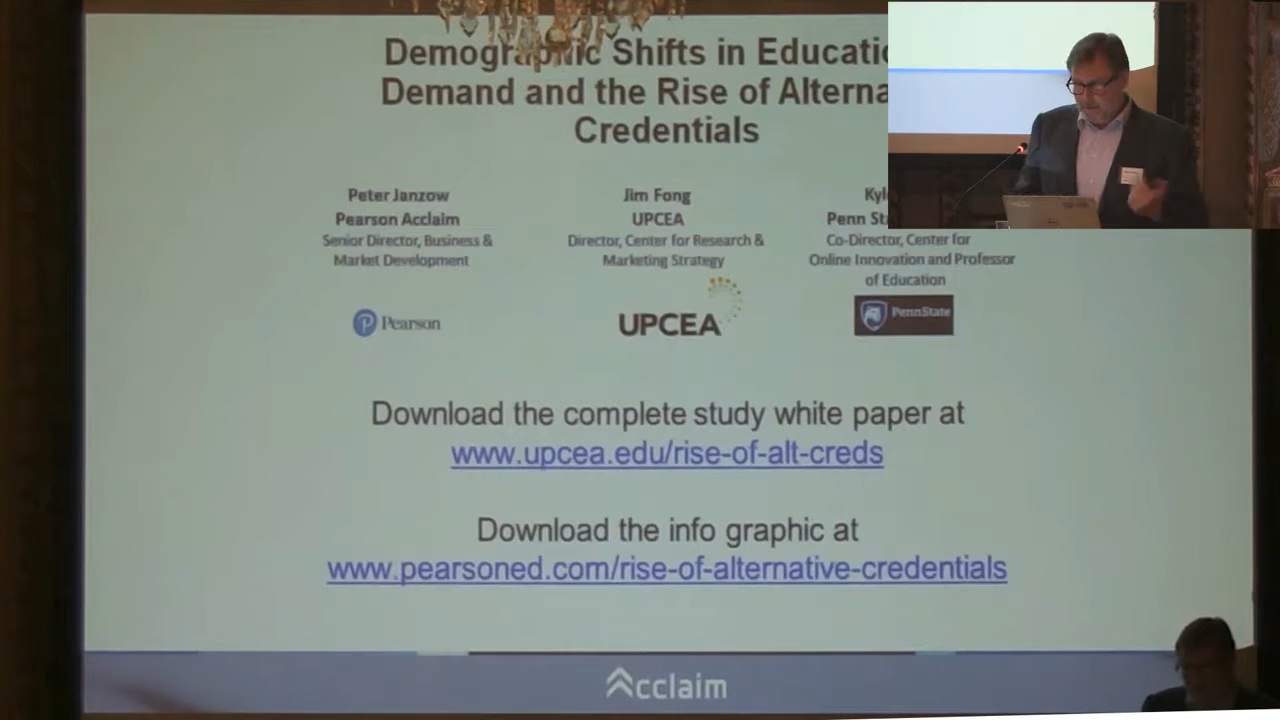 Demographic Shifts in Educatio
Demand and the Rise of Alterna
Credentials
Peter Janzow
Pearson Acclaim
Senior Director, Business &
Market Development
Pearson
Jim Fong
UPCEA
Director, Center for Research &
Marketing Strategy
UPCEA
Kyl
Penn Sta
Co-Director, Center for
Online Innovation and Professor
of Education
PennState
Download the complete study white paper at
www.upcea.edu/rise-of-alt-creds
Download the info graphic at
www.pearsoned.com/rise-of-alternative-credentials
Acclaim